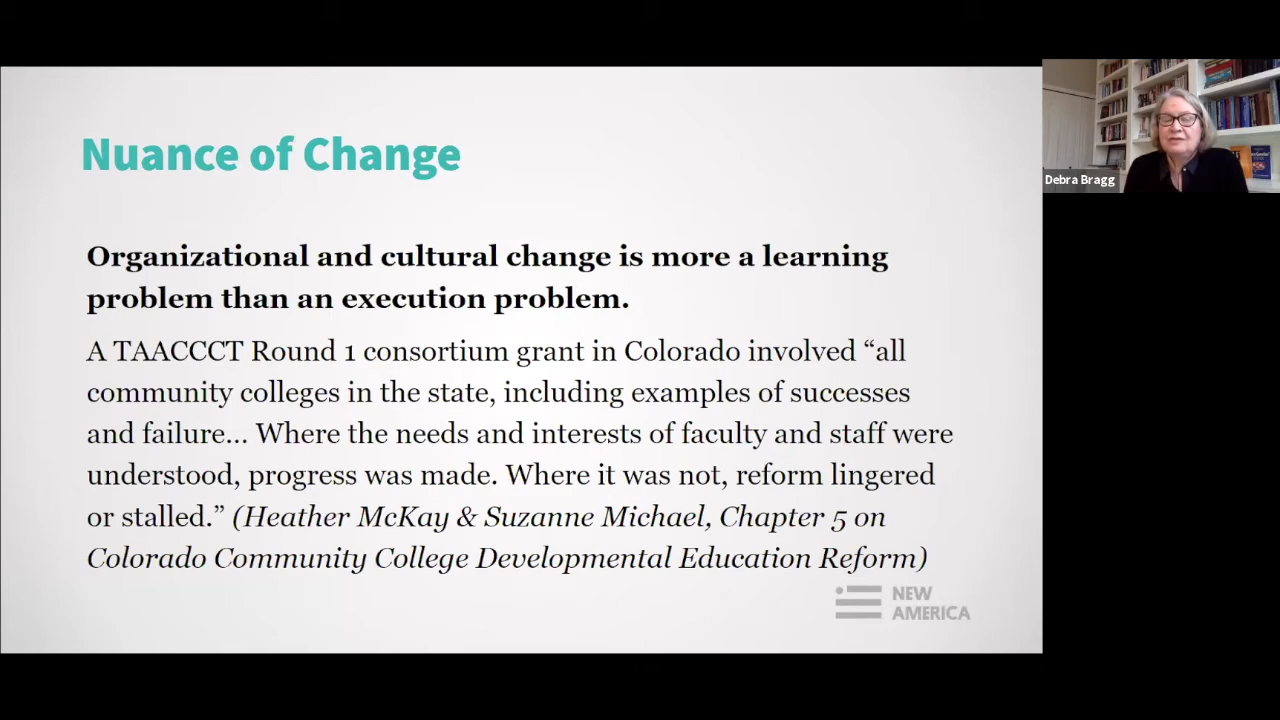 Nuance of Change
Organizational and cultural change is more a learning
problem than an execution problem.
A TAACCCT Round 1 consortium grant in Colorado involved “all
community colleges in the state, including examples of successes
and failure... Where the needs and interests of faculty and staff were
understood, progress was made. Where it was not, reform lingered
or stalled.” (Heather McKay & Suzanne Michael, Chapter 5 on
Colorado Community College Developmental Education Reform)
NEW
AMERICA
Debra Bragg